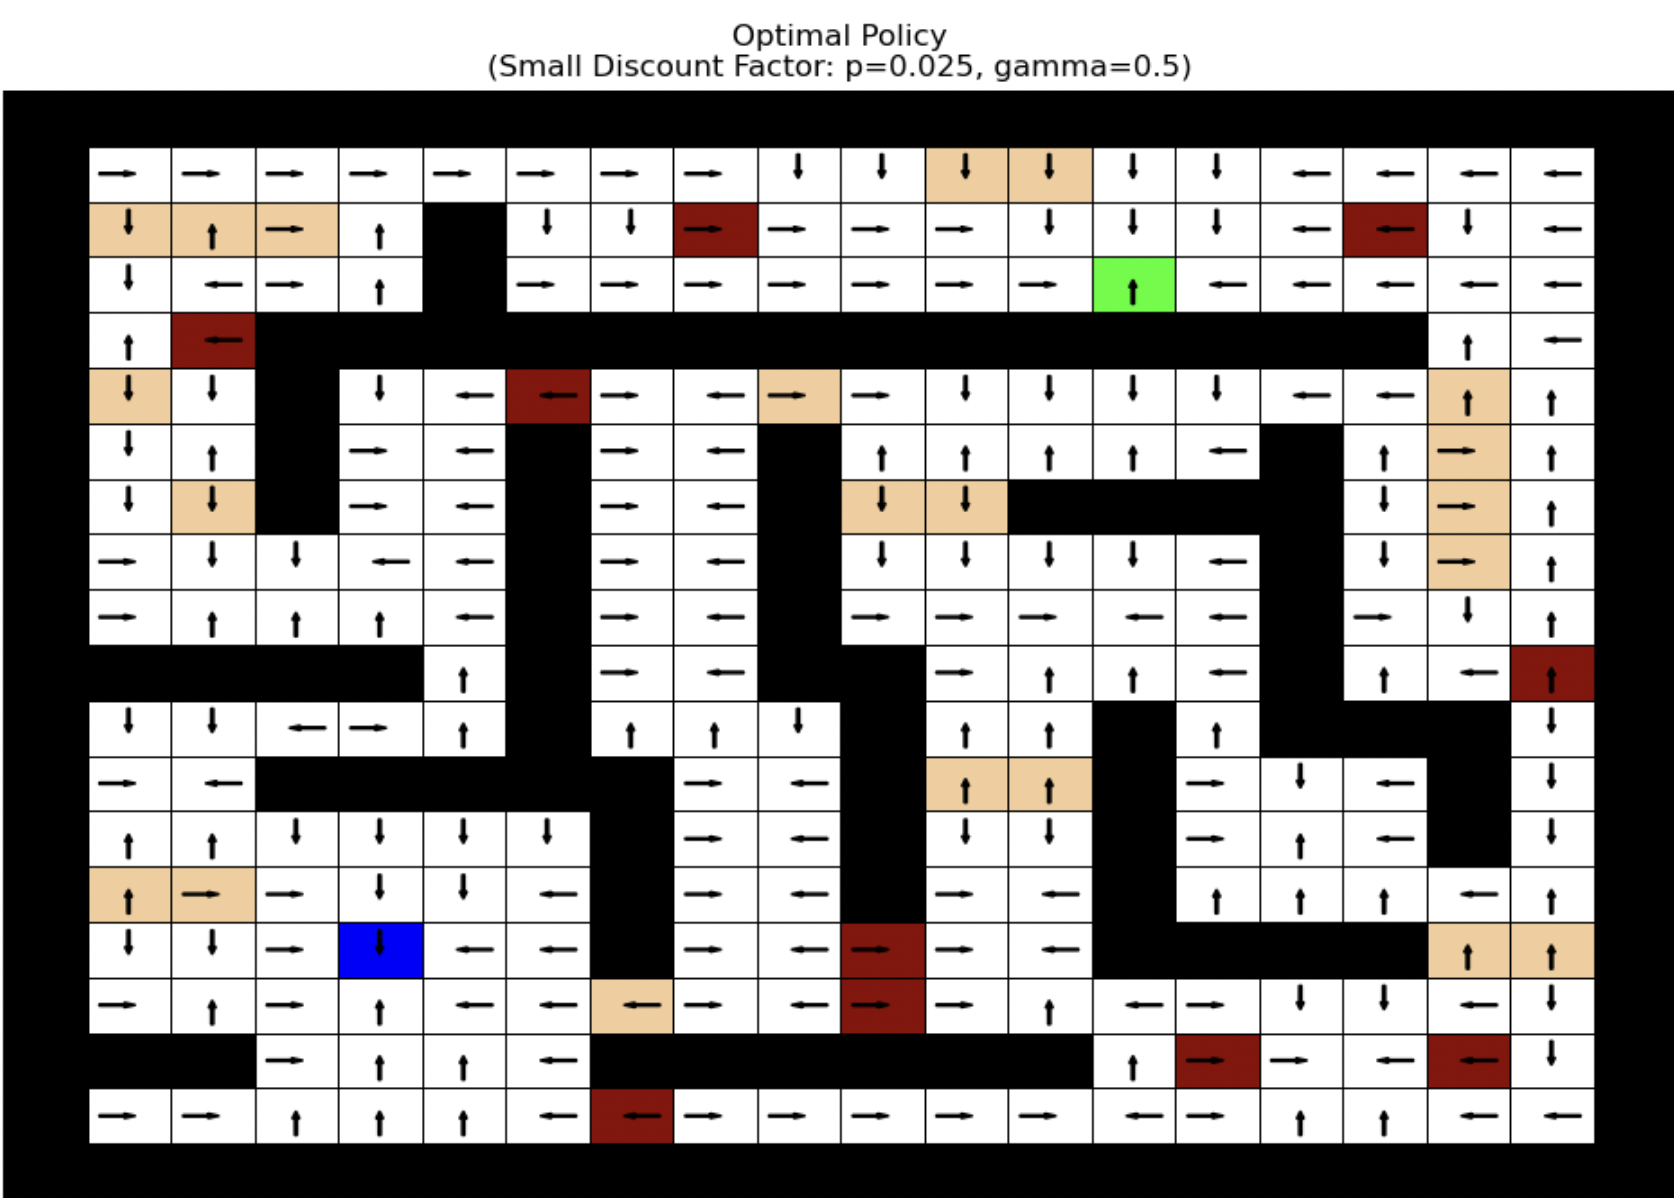 Optimal Policy
(Small Discount Factor: p=0.025, gamma=0.5)